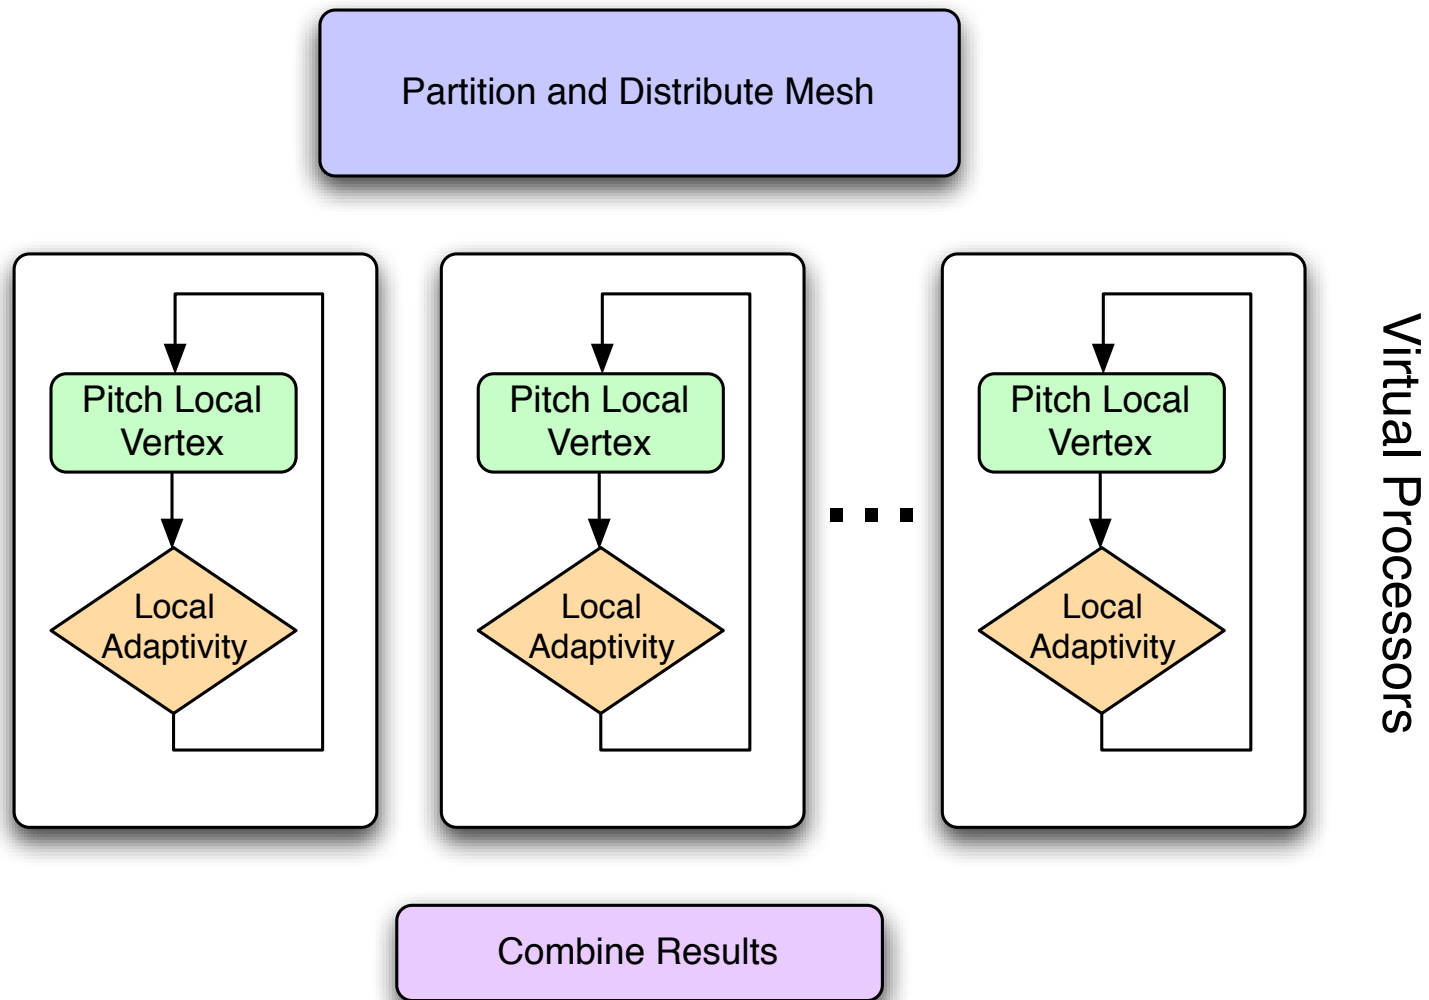 Partition and Distribute Mesh
Pitch Local
Vertex
Local
Adaptivity
Pitch Local
Vertex
Local
Adaptivity
...
Pitch Local
Vertex
Local
Adaptivity
Virtual Processors
Combine Results